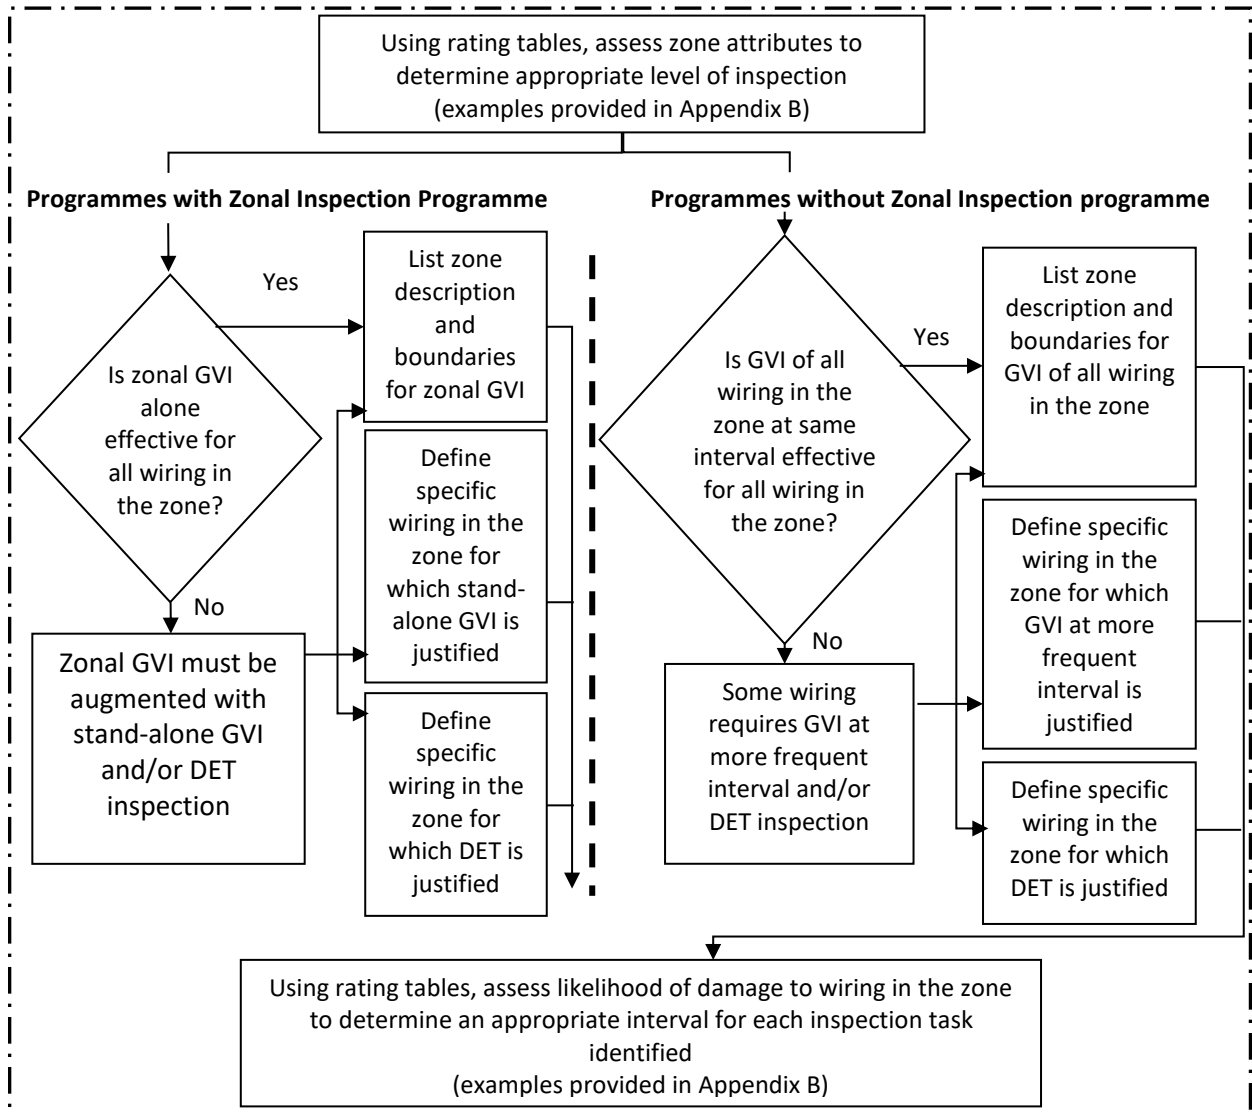 Using rating tables, assess zone attributes to
determine appropriate level of inspection
(examples provided in Appendix B)
Programmes with Zonal Inspection Programme
Programmes without Zonal Inspection programme
Is zonal GVI
alone
effective for
all wiring in
the zone?
Yes
No
List zone
description
and
boundaries
for zonal GVI
Zonal GVI must be
augmented with
stand-alone GVI
and/or DET
inspection
Define
specific
wiring in the
zone for
which stand-
alone GVI is
justified
Define
specific
wiring in the
zone for
which DET is
justified
Is GVI of all
wiring in the
zone at same
interval effective
for all wiring in
the zone?
Yes
No
List zone
description and
boundaries for
GVI of all wiring
in the zone
Some wiring
requires GVI at
more frequent
interval and/or
DET inspection
Define specific
wiring in the
zone for which
GVI at more
frequent
interval is
justified
Define specific
wiring in the
zone for which
DET is justified
Using rating tables, assess likelihood of damage to wiring in the zone
to determine an appropriate interval for each inspection task
identified
(examples provided in Appendix B)